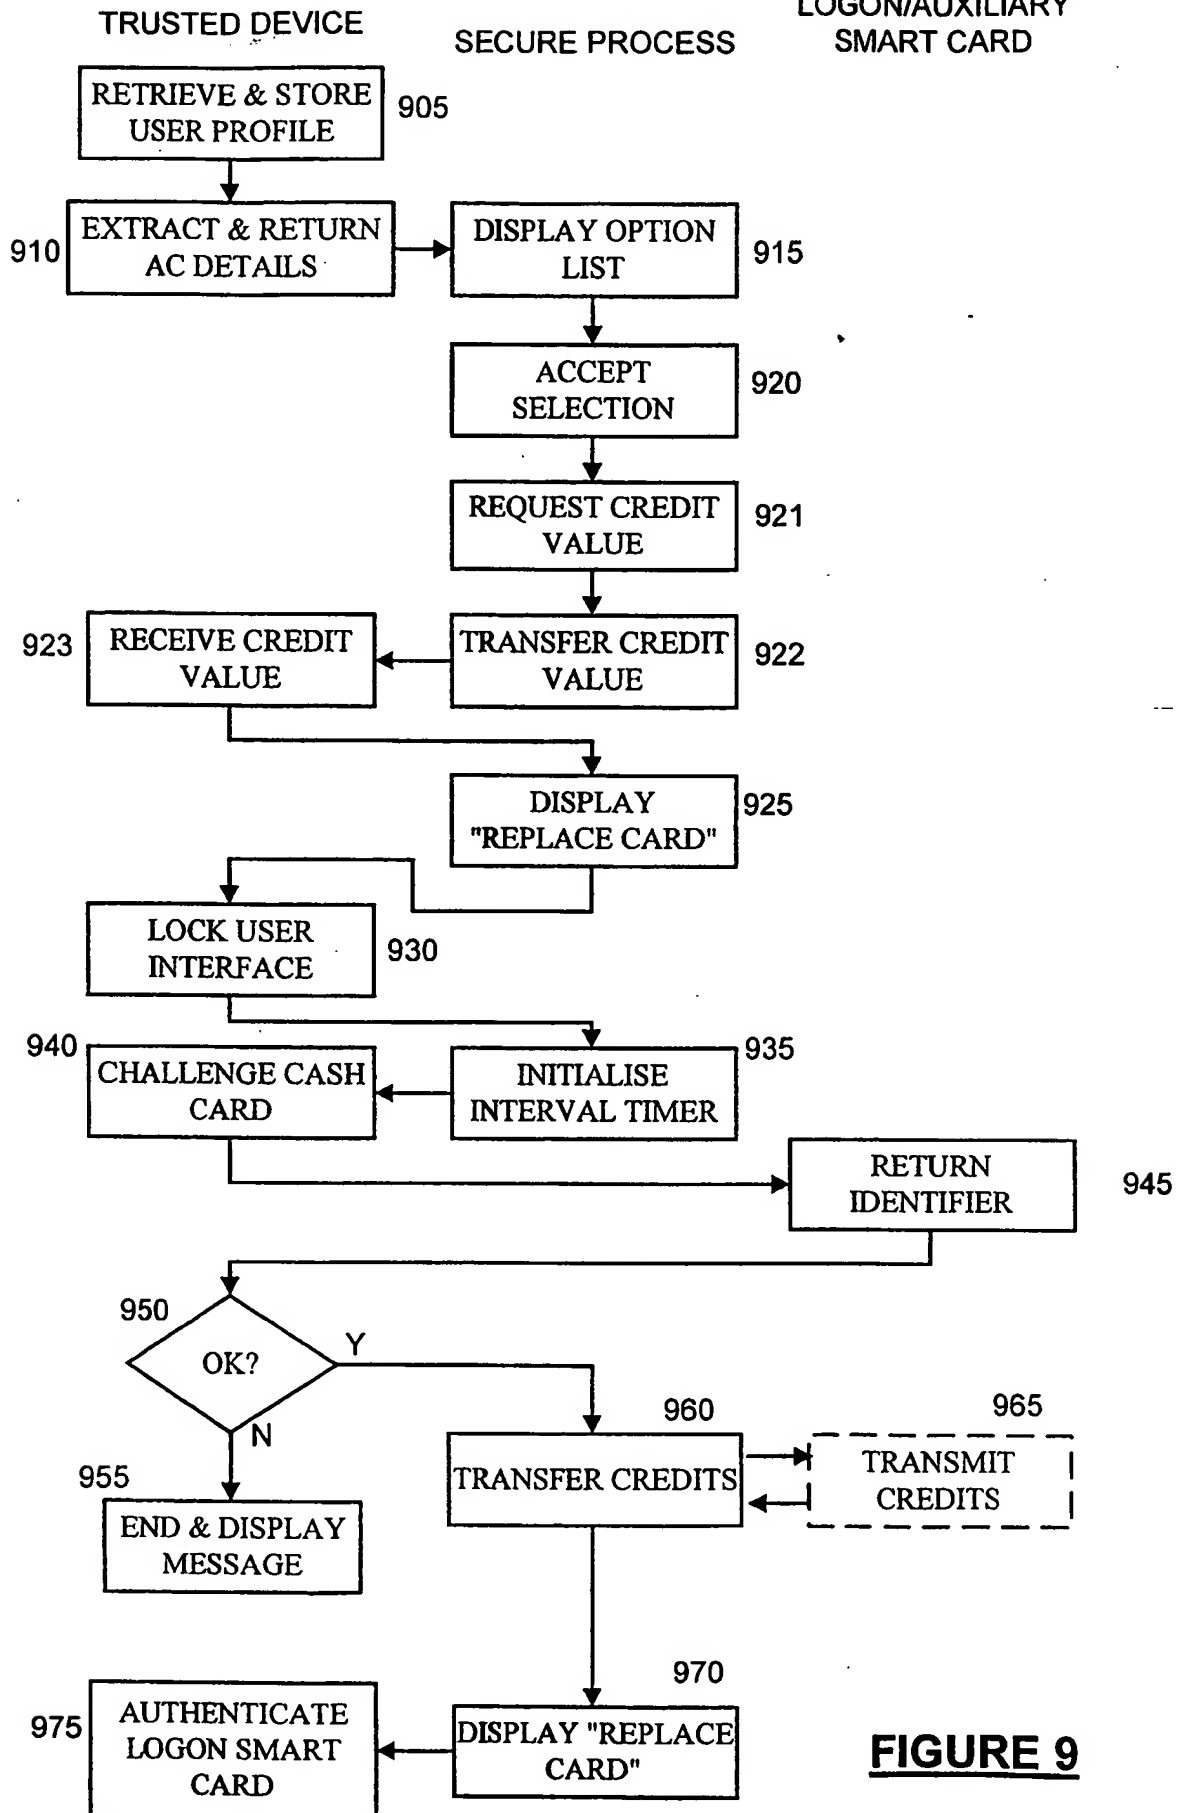 TRUSTED DEVICE
SECURE PROCESS
LOGON/AUXILIARY
SMART CARD
RETRIEVE & STORE
USER PROFILE
905
910
EXTRACT & RETURN
AC DETAILS
DISPLAY OPTION
LIST
915
ACCEPT
SELECTION
920
REQUEST CREDIT
VALUE
921
923
RECEIVE CREDIT
VALUE
TRANSFER CREDIT
VALUE
922
DISPLAY
"REPLACE CARD"
925
LOCK USER
INTERFACE
930
940
CHALLENGE CASH
CARD
INITIALISE
INTERVAL TIMER
935
RETURN
IDENTIFIER
945
950
OK?
Y
N
960
TRANSFER CREDITS
965
TRANSMIT
CREDITS
955
END & DISPLAY
MESSAGE
970
DISPLAY "REPLACE
CARD"
975
AUTHENTICATE
LOGON SMART
CARD
FIGURE 9